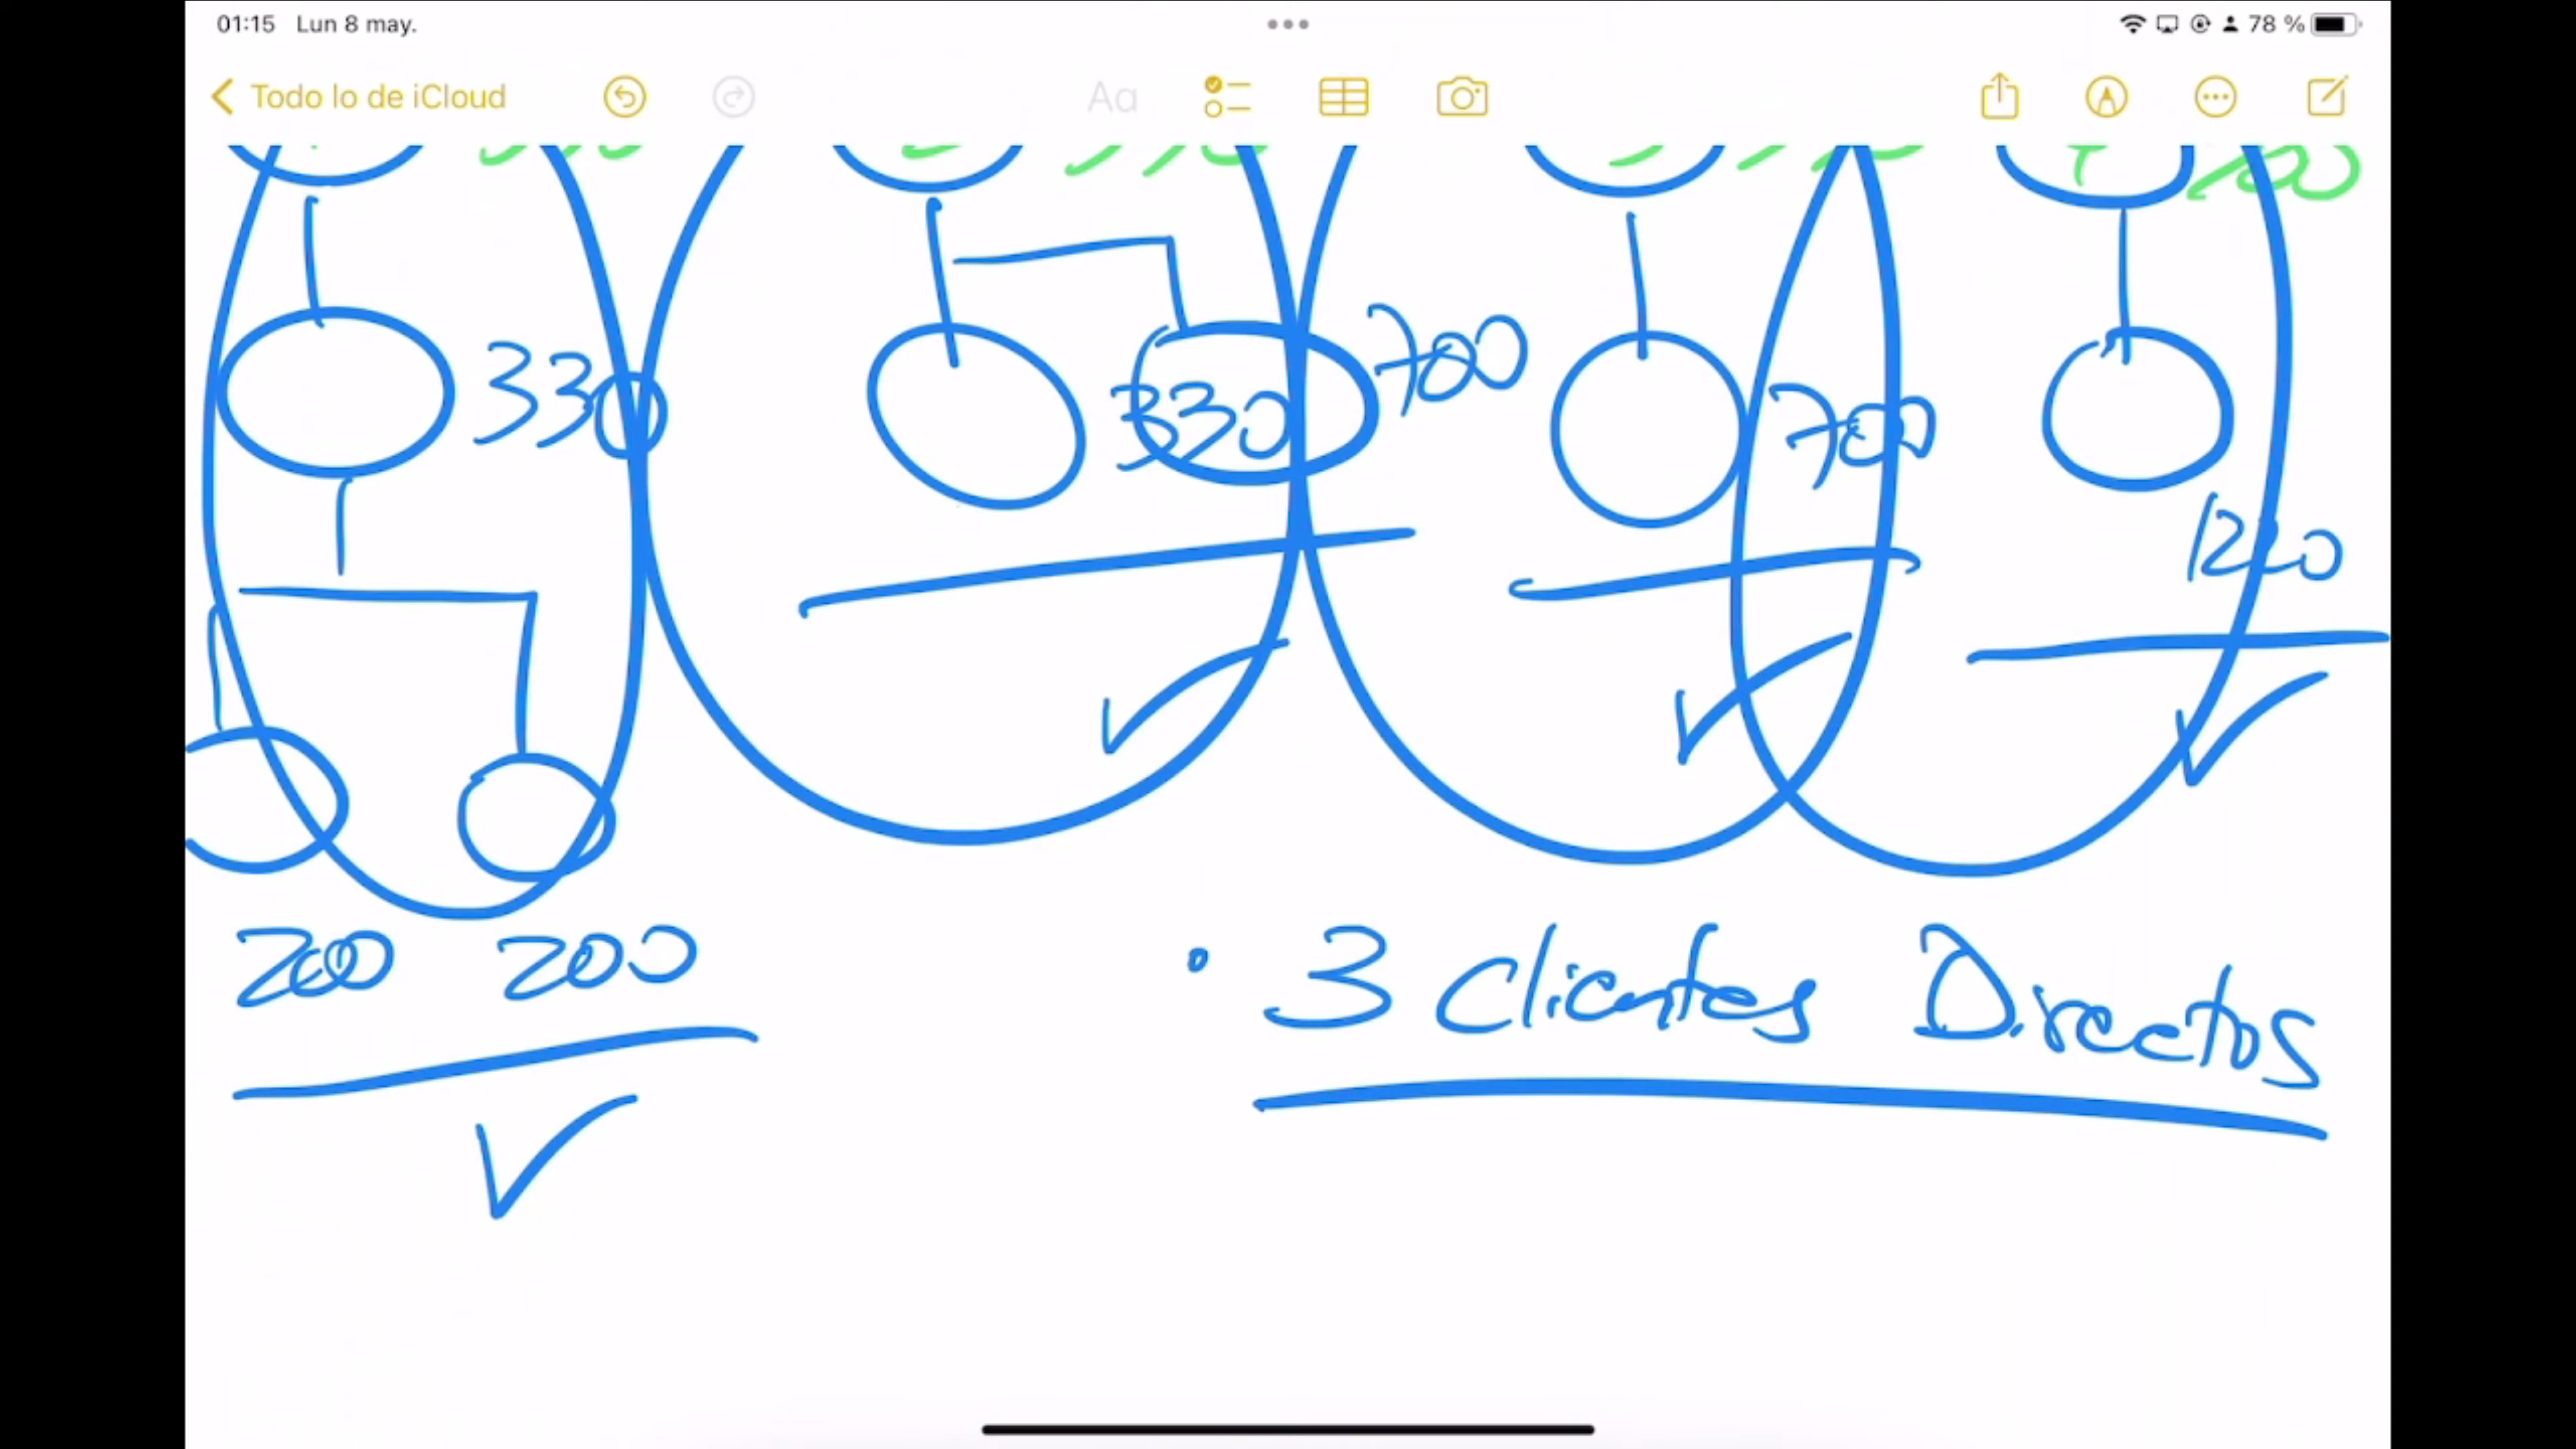 01:15 Lun 8 may.
78 %
Todo lo de iCloud
Aa
330
330
700
700
1220
200 200
• 3 Clientes Directos